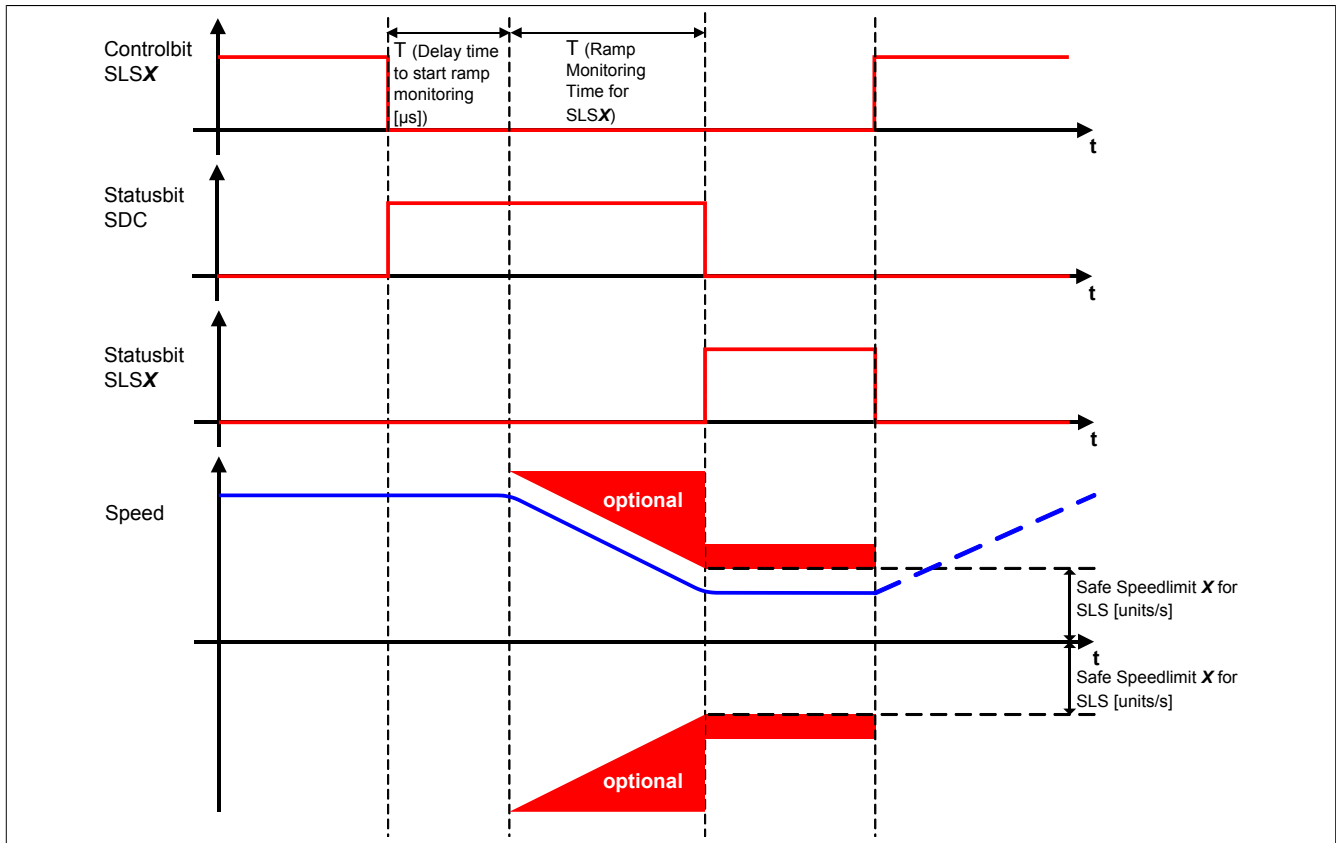 Controlbit
SLSX
T (Delay time
to start ramp
monitoring
[µs])
T (Ramp
Monitoring
Time for
SLSX)
t
Statusbit
SDC
t
Statusbit
SLSX
t
Speed
optional
Safe Speedlimit X for
SLS [units/s]
t
Safe Speedlimit X for
SLS [units/s]
optional